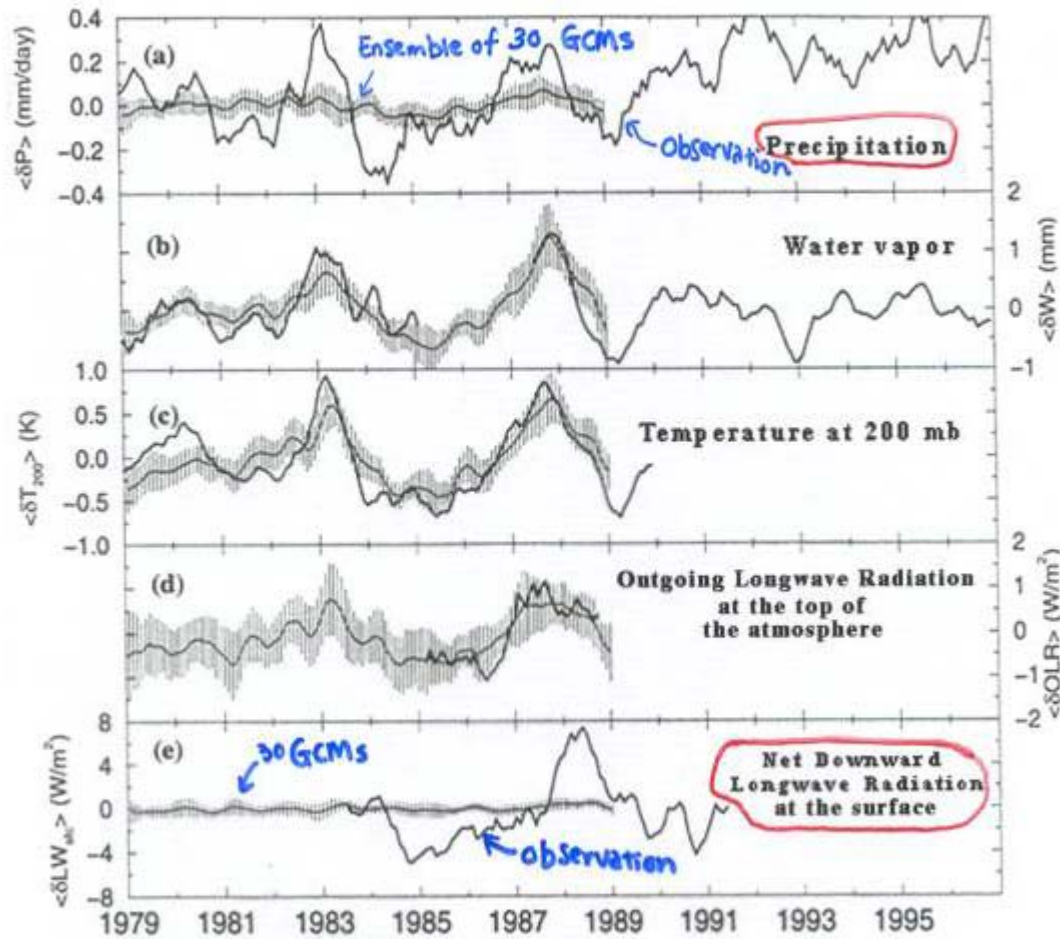 0.4
0.2
0.0
−0.2
−0.4
<δP> (mm/day)
(a)
Ensemble of 30 GCMs
Observation
Precipitation
2
1
0
−1
<δW> (mm)
(b)
Water vapor
1.0
0.5
0.0
−0.5
−1.0
<δT200> (K)
(c)
Temperature at 200 mb
2
1
0
−1
−2
<δOLR> (W/m²)
(d)
Outgoing Longwave Radiation
at the top of
the atmosphere
8
4
0
−4
−8
(W/m²)
(e)
30 GCMs
Observation
Net Downward
Longwave Radiation
at the surface
1979 1981 1983 1985 1987 1989 1991 1993 1995